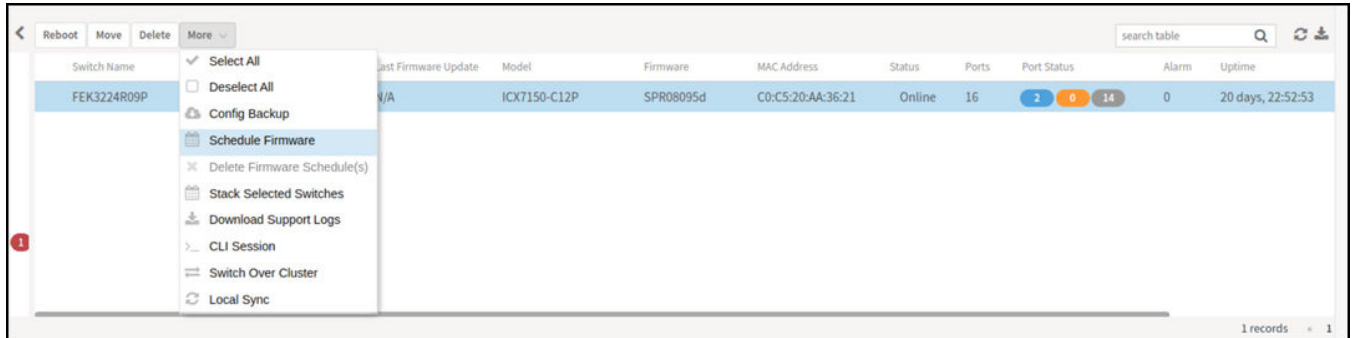 Reboot Move Delete More search table
Switch Name Last Firmware Update Model Firmware MAC Address Status Ports Port Status Alarm Uptime
FEK3224R09P N/A ICX7150-C12P SPR08095d C0:C5:20:AA:36:21 Online 16 2 0 14 0 20 days, 22:52:53
Select All
Deselect All
Config Backup
Schedule Firmware
Delete Firmware Schedule(s)
Stack Selected Switches
Download Support Logs
1
CLI Session
Switch Over Cluster
Local Sync
1 records « 1